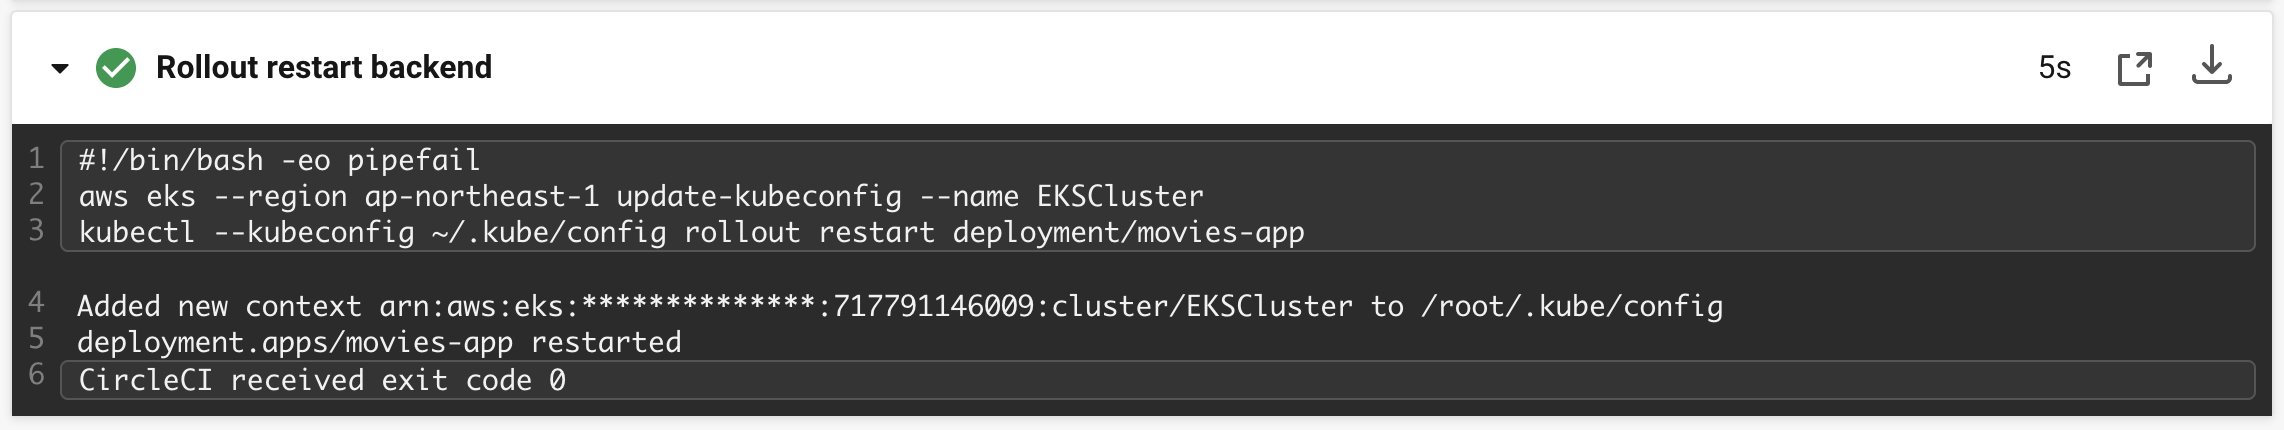 Rollout restart backend
5s
1 #!/bin/bash -eo pipefail
2 aws eks --region ap-northeast-1 update-kubeconfig --name EKSCluster
3 kubectl --kubeconfig ~/.kube/config rollout restart deployment/movies-app
4 Added new context arn:aws:eks:**************:717791146009:cluster/EKSCluster to /root/.kube/config
5 deployment.apps/movies-app restarted
6 CircleCI received exit code 0